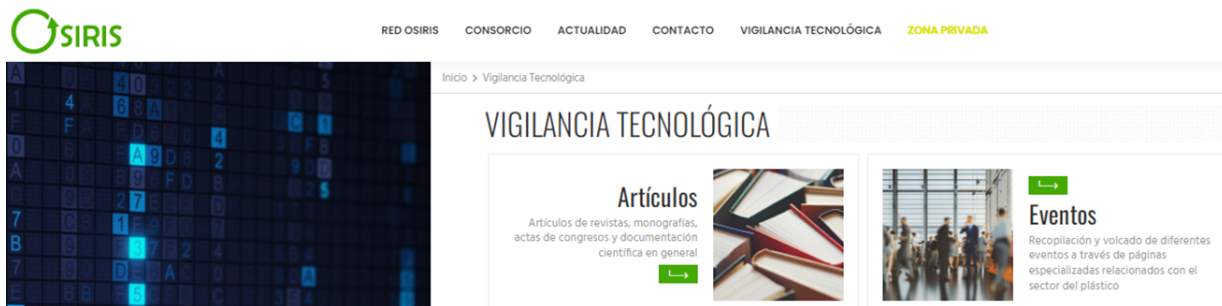 OSIRIS
RED OSIRIS CONSORCIO ACTUALIDAD CONTACTO VIGILANCIA TECNOLÓGICA ZONA PRIVADA
Inicio > Vigilancia Tecnológica
VIGILANCIA TECNOLÓGICA
Artículos
Artículos de revistas, monografías,
actas de congresos y documentación
científica en general
Eventos
Recopilación y volcado de diferentes
eventos a través de páginas
especializadas relacionados con el
sector del plástico